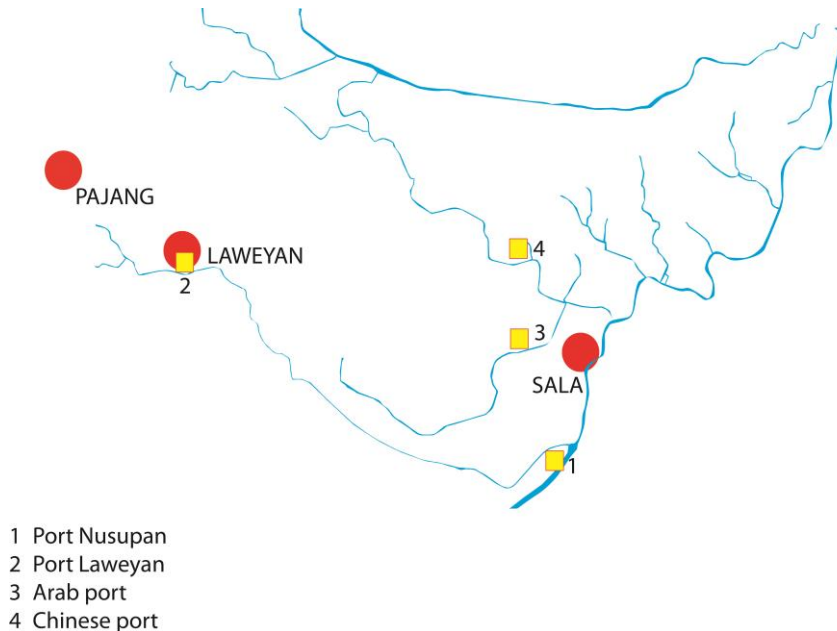 PAJANG
4
LAWEYAN
2
3
SALA
1
1 Port Nusupan
2 Port Laweyan
3 Arab port
4 Chinese port